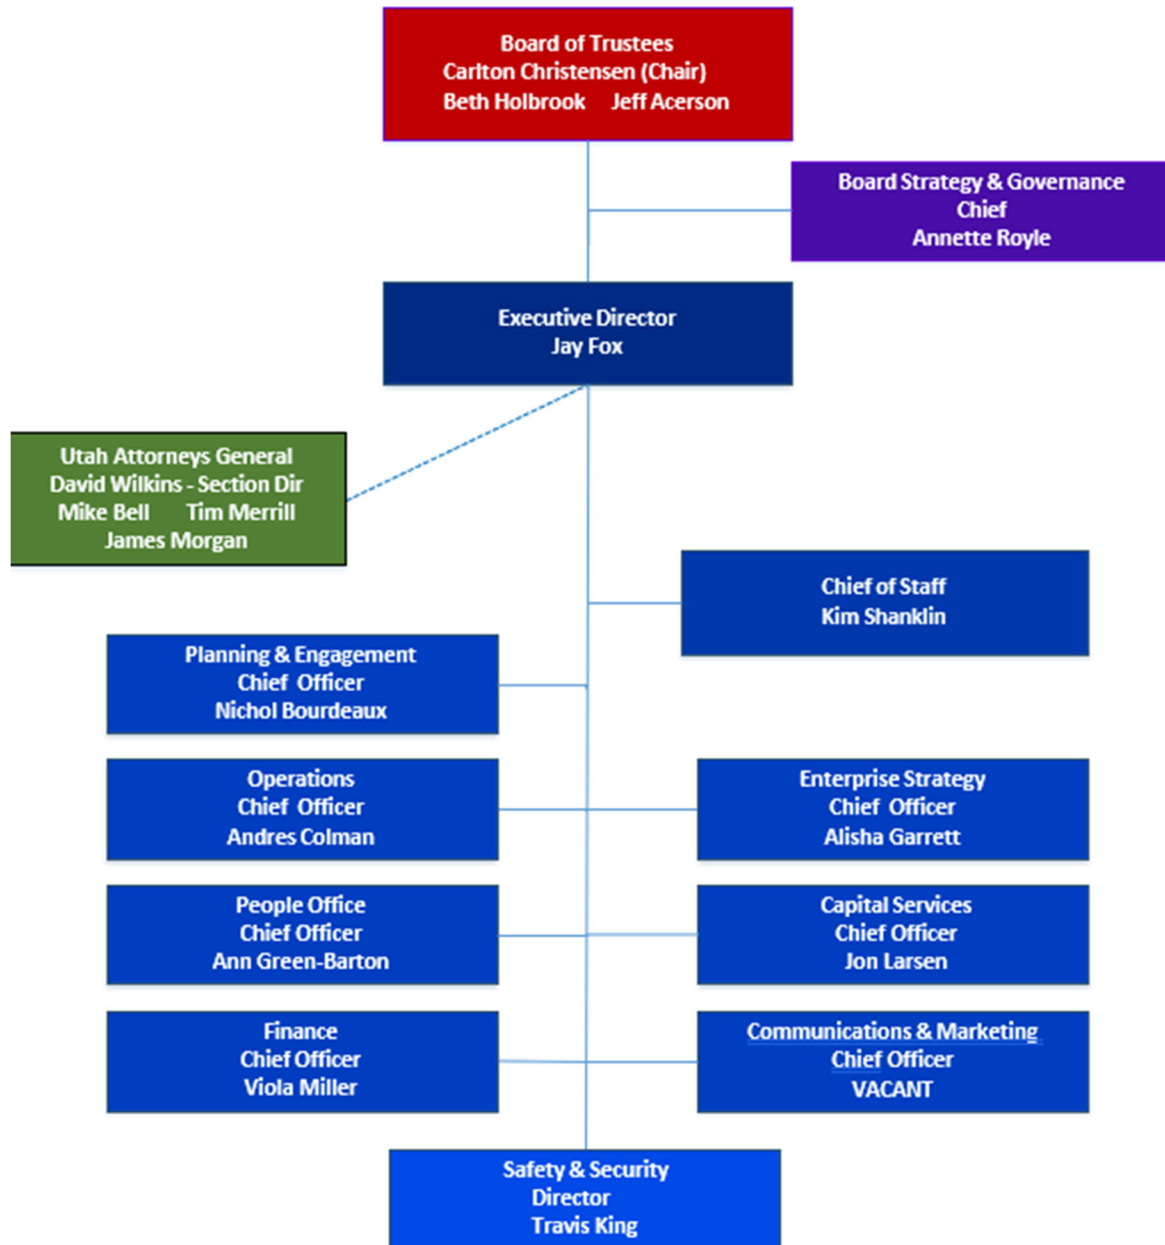 Board of Trustees
Carlton Christensen (Chair)
Beth Holbrook Jeff Acerson
Board Strategy & Governance
Chief
Annette Royle
Executive Director
Jay Fox
Utah Attorneys General
David Wilkins - Section Dir
Mike Bell Tim Merrill
James Morgan
Chief of Staff
Kim Shanklin
Planning & Engagement
Chief Officer
Nichol Bourdeaux
Operations
Chief Officer
Andres Colman
Enterprise Strategy
Chief Officer
Alisha Garrett
People Office
Chief Officer
Ann Green-Barton
Capital Services
Chief Officer
Jon Larsen
Finance
Chief Officer
Viola Miller
Communications & Marketing
Chief Officer
VACANT
Safety & Security
Director
Travis King